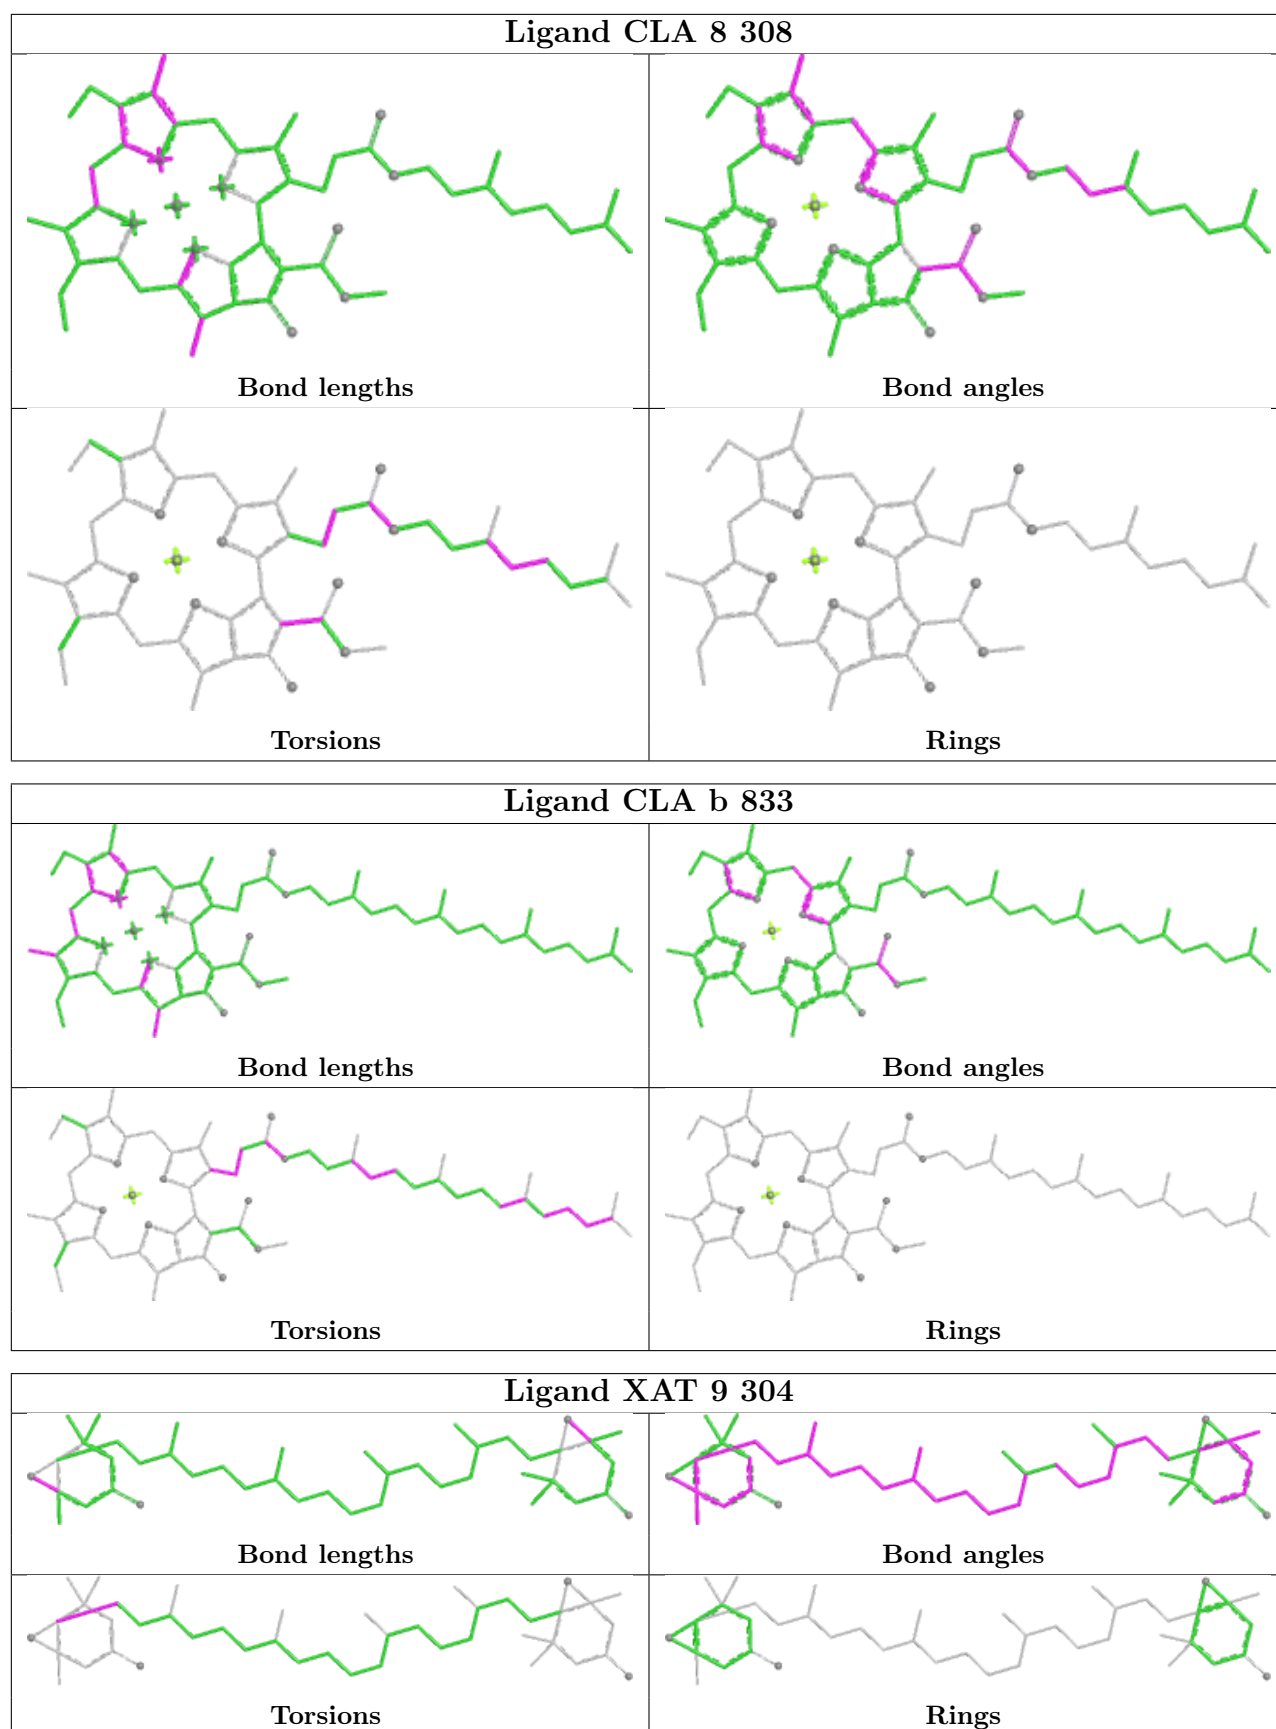 Ligand CLA 8 308
Bond lengths
Bond angles
Torsions
Rings
Ligand CLA b 833
Bond lengths
Bond angles
Torsions
Rings
Ligand XAT 9 304
Bond lengths
Bond angles
Torsions
Rings